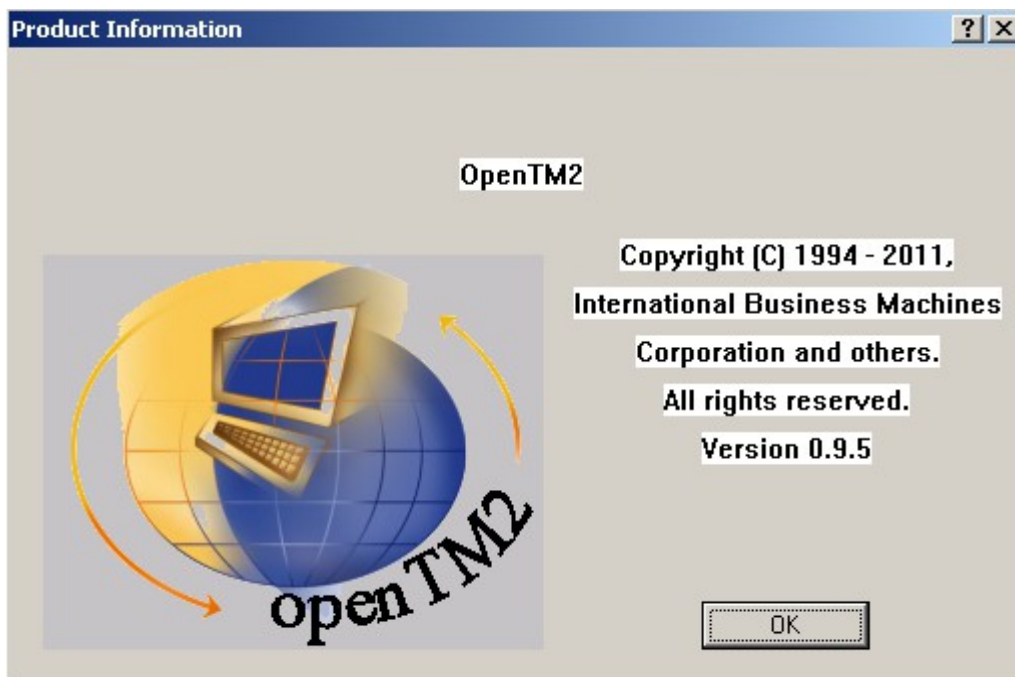 Product Information
OpenTM2
Copyright (C) 1994 - 2011,
International Business Machines
Corporation and others.
All rights reserved.
Version 0.9.5
openTM2
OK